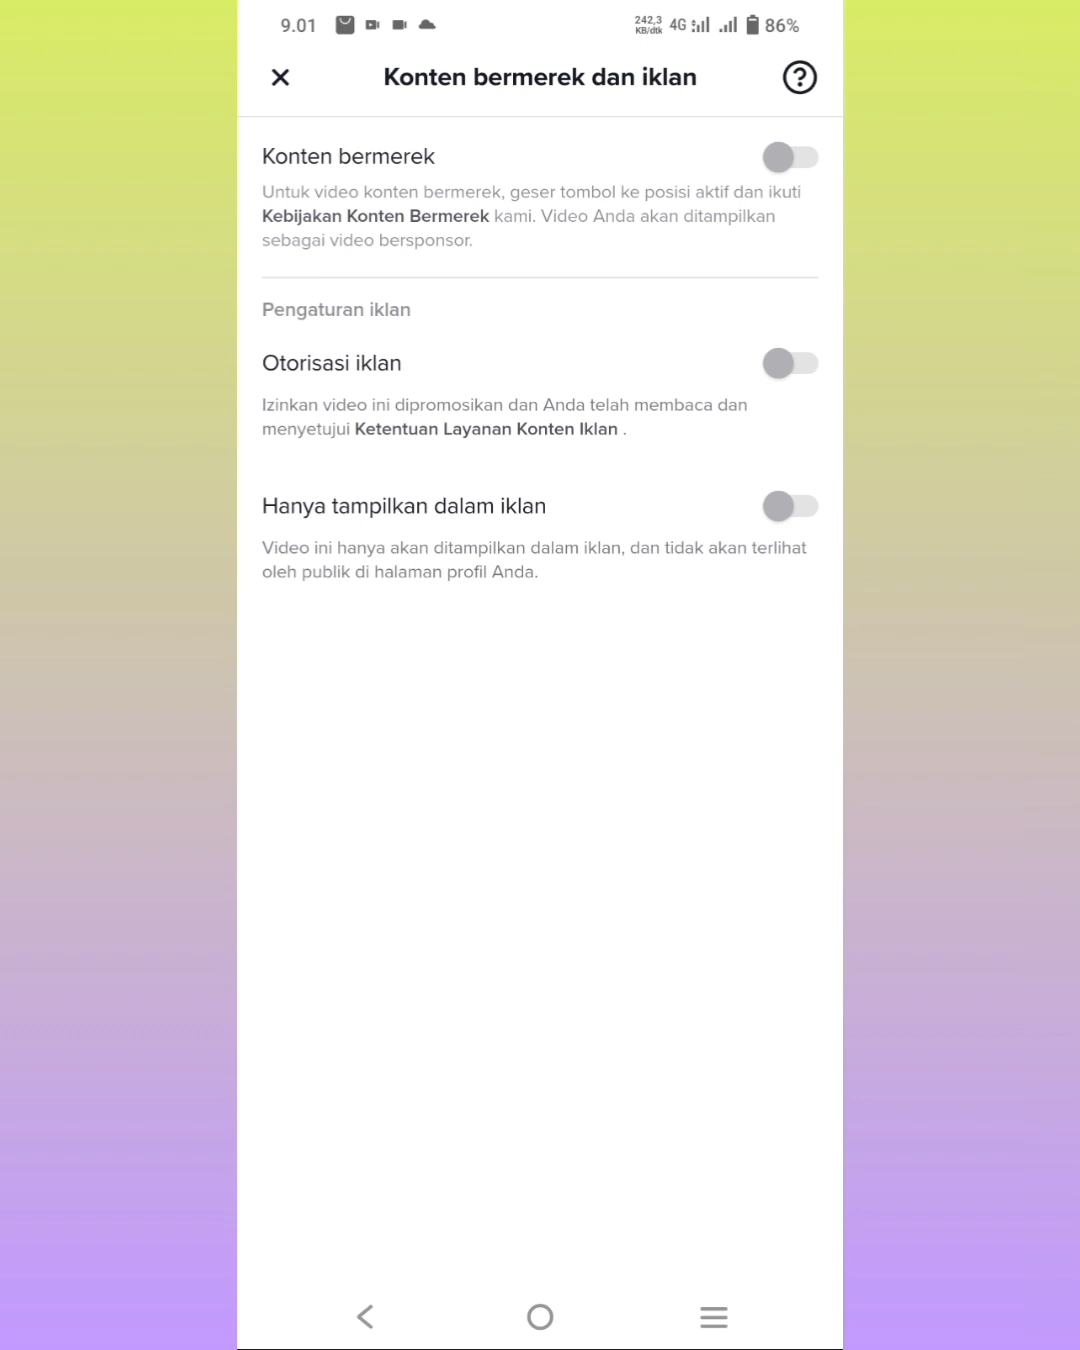 9.01 242,3 KB/dtk 4G 86%
Konten bermerek dan iklan
Konten bermerek
Untuk video konten bermerek, geser tombol ke posisi aktif dan ikuti
Kebijakan Konten Bermerek kami. Video Anda akan ditampilkan
sebagai video bersponsor.
Pengaturan iklan
Otorisasi iklan
Izinkan video ini dipromosikan dan Anda telah membaca dan
menyetujui Ketentuan Layanan Konten Iklan .
Hanya tampilkan dalam iklan
Video ini hanya akan ditampilkan dalam iklan, dan tidak akan terlihat
oleh publik di halaman profil Anda.